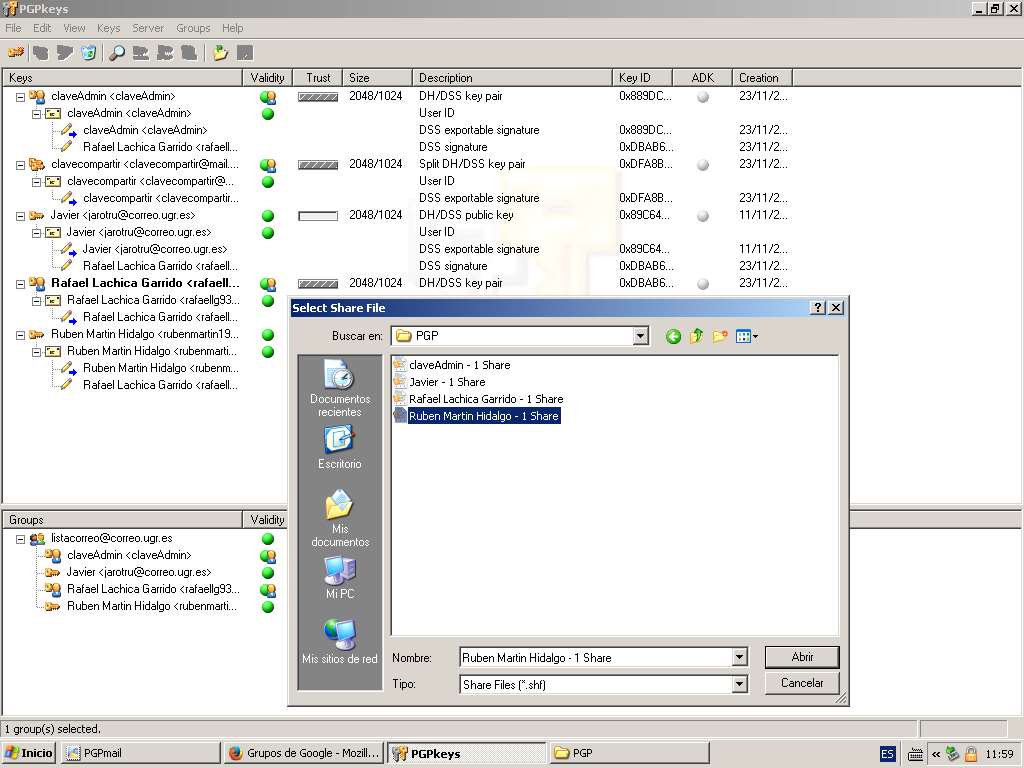 PGPkeys
File Edit View Keys Server Groups Help
Keys Validity Trust Size Description Key ID ADK Creation
claveAdmin <claveAdmin> 2048/1024 DH/DSS key pair 0x889DC... 23/11/2...
claveAdmin <claveAdmin> User ID
claveAdmin <claveAdmin> DSS exportable signature 0x889DC... 23/11/2...
Rafael Lachica Garrido <rafaell... DSS signature 0xDBAB6... 23/11/2...
clavecompartir <clavecompartir@mail.... 2048/1024 Split DH/DSS key pair 0xDFA8B... 23/11/2...
clavecompartir <clavecompartir@... User ID
clavecompartir <clavecompartir... DSS exportable signature 0xDFA8B... 23/11/2...
Javier <jarotru@correo.ugr.es> 2048/1024 DH/DSS public key 0x89C64... 11/11/2...
Javier <jarotru@correo.ugr.es> User ID
Javier <jarotru@correo.ugr.es> DSS exportable signature 0x89C64... 11/11/2...
Rafael Lachica Garrido <rafaell... DSS signature 0xDBAB6... 23/11/2...
Rafael Lachica Garrido <rafaell... 2048/1024 DH/DSS key pair 0xDBAB6... 23/11/2...
Rafael Lachica Garrido <rafaellg93...
Rafael Lachica Garrido <rafaell...
Ruben Martin Hidalgo <rubenmartin19...
Ruben Martin Hidalgo <rubenmarti...
Ruben Martin Hidalgo <rubenm...
Rafael Lachica Garrido <rafaell...
Select Share File
Buscar en: PGP
Documentos recientes
Escritorio
Mis documentos
Mi PC
Mis sitios de red
claveAdmin - 1 Share
Javier - 1 Share
Rafael Lachica Garrido - 1 Share
Ruben Martin Hidalgo - 1 Share
Nombre: Ruben Martin Hidalgo - 1 Share Abrir
Tipo: Share Files (*.shf) Cancelar
Groups Validity
listacorreo@correo.ugr.es
claveAdmin <claveAdmin>
Javier <jarotru@correo.ugr.es>
Rafael Lachica Garrido <rafaellg93...
Ruben Martin Hidalgo <rubenmarti...
1 group(s) selected.
Inicio PGPmail Grupos de Google - Mozill... PGPkeys PGP ES « 11:59